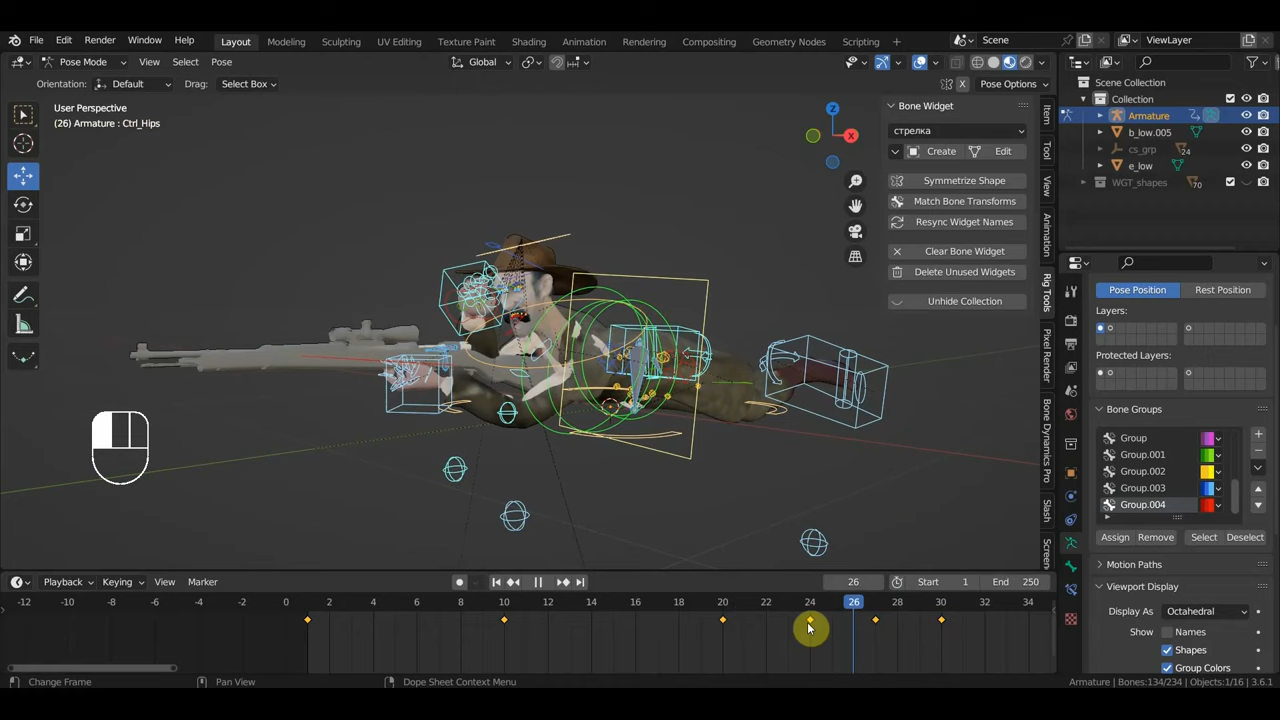 File Edit Render Window Help Layout Modeling Sculpting UV Editing Texture Paint Shading Animation Rendering Compositing Geometry Nodes Scripting + Scene ViewLayer
Pose Mode View Select Pose Global
Orientation: Default Drag: Select Box X Pose Options
User Perspective
(26) Armature : Ctrl_Hips
Z
X
Bone Widget
стрелка
Create Edit
Symmetrize Shape
Match Bone Transforms
Resync Widget Names
Clear Bone Widget
Delete Unused Widgets
Unhide Collection
Item
Tool
View
Animation
Rig Tools
Pixel Render
Bone Dynamics Pro
Slash
Screen
Scene Collection
Collection
Armature
b_low.005
cs_grp 24
e_low
WGT_shapes 70
Pose Position Rest Position
Layers:
Protected Layers:
Bone Groups
Group
Group.001
Group.002
Group.003
Group.004
Assign Remove Select Deselect
Motion Paths
Viewport Display
Display As Octahedral
Show Names
Shapes
Group Colors
Playback Keying View Marker 26 Start 1 End 250
-12 -10 -8 -6 -4 -2 0 2 4 6 8 10 12 14 16 18 20 22 24 26 28 30 32 34
Change Frame Pan View Dope Sheet Context Menu Armature | Bones:134/234 | Objects:1/16 | 3.6.1